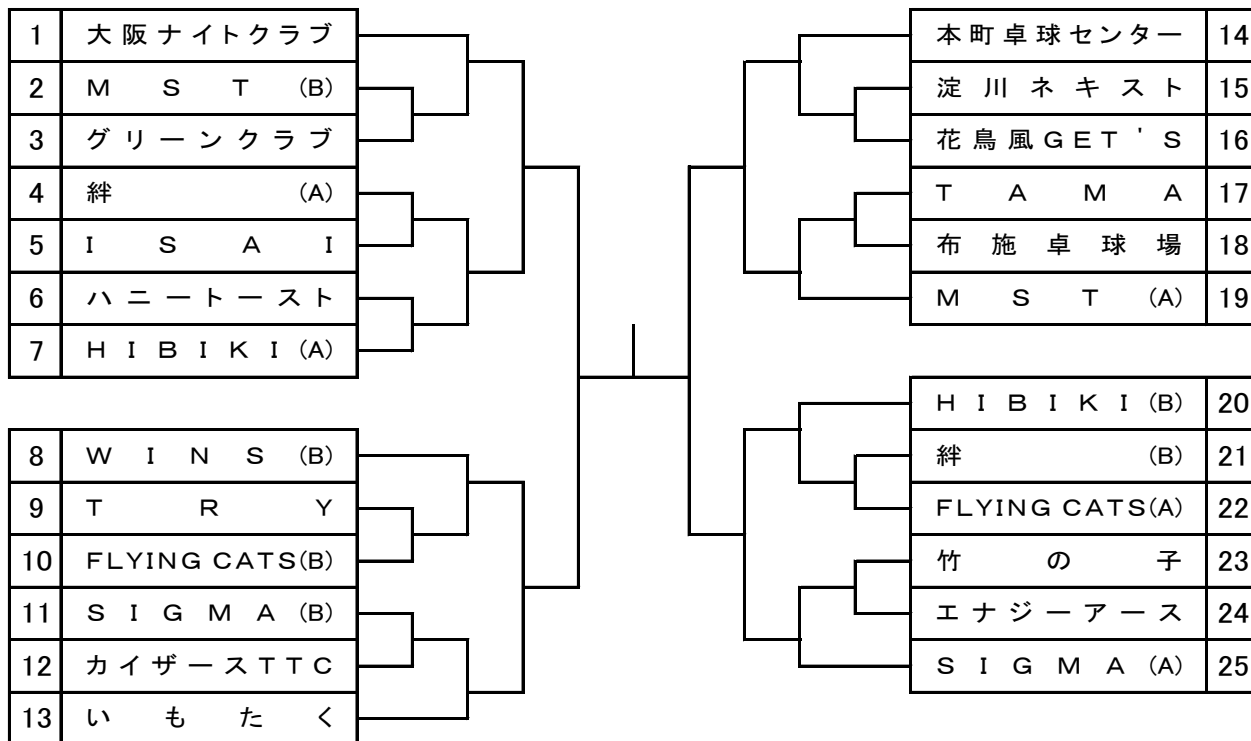 1 大阪ナイトクラブ
2 MST(B)
3 グリーンクラブ
4 絆(A)
5 ISAI
6 ハニートースト
7 HIBIKI(A)
8 WINS(B)
9 TRY
10 FLYING CATS(B)
11 SIGMA(B)
12 カイザースTTC
13 いもたく
本町卓球センター 14
淀川ネキスト 15
花鳥風GET'S 16
TAMA 17
布施卓球場 18
MST(A) 19
HIBIKI(B) 20
絆(B) 21
FLYING CATS(A) 22
竹の子 23
エナジーアース 24
SIGMA(A) 25